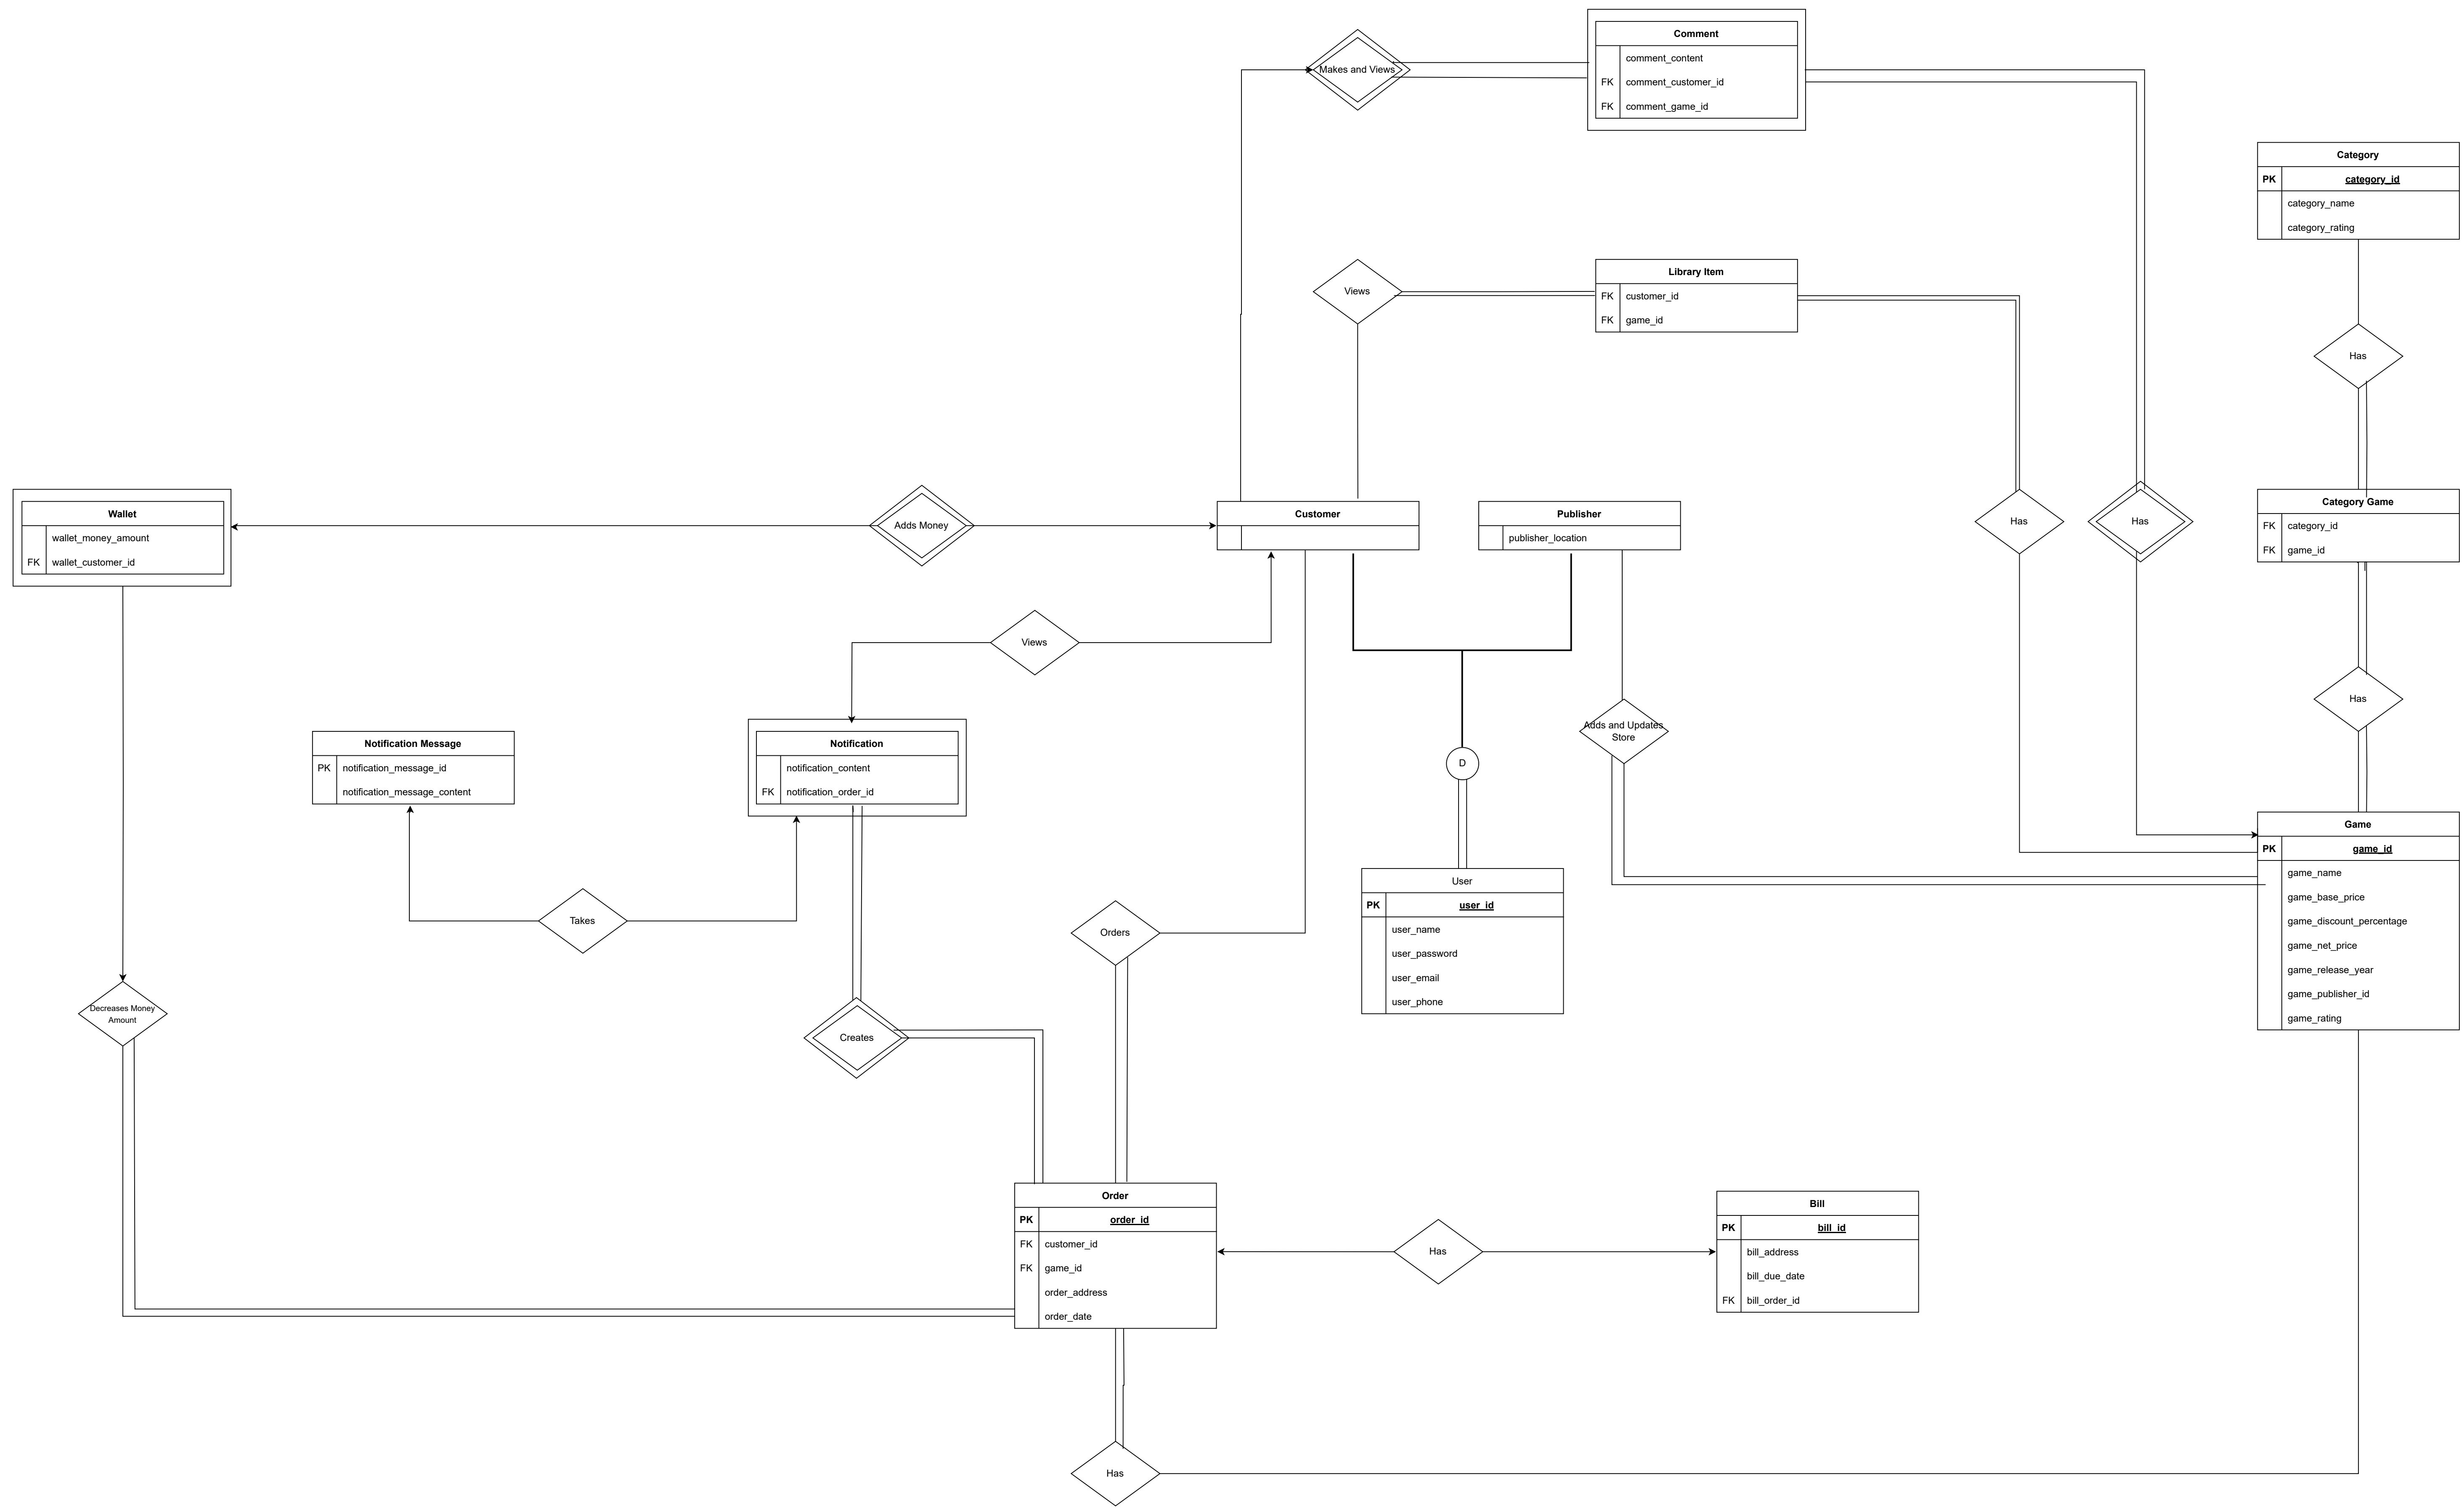 Comment
comment_content
FK comment_customer_id
FK comment_game_id
Makes and Views
Category
PK category_id
category_name
category_rating
Library Item
FK customer_id
FK game_id
Views
Has
Wallet
wallet_money_amount
FK wallet_customer_id
Adds Money
Customer
Publisher
publisher_location
Has
Has
Category Game
FK category_id
FK game_id
Views
Notification Message
PK notification_message_id
notification_message_content
Notification
notification_content
FK notification_order_id
Adds and Updates
Store
Has
D
Game
PK game_id
game_name
game_base_price
game_discount_percentage
game_net_price
game_release_year
game_publisher_id
game_rating
User
PK user_id
user_name
user_password
user_email
user_phone
Takes
Orders
Decreases Money
Amount
Creates
Order
PK order_id
FK customer_id
FK game_id
order_address
order_date
Has
Bill
PK bill_id
bill_address
bill_due_date
FK bill_order_id
Has